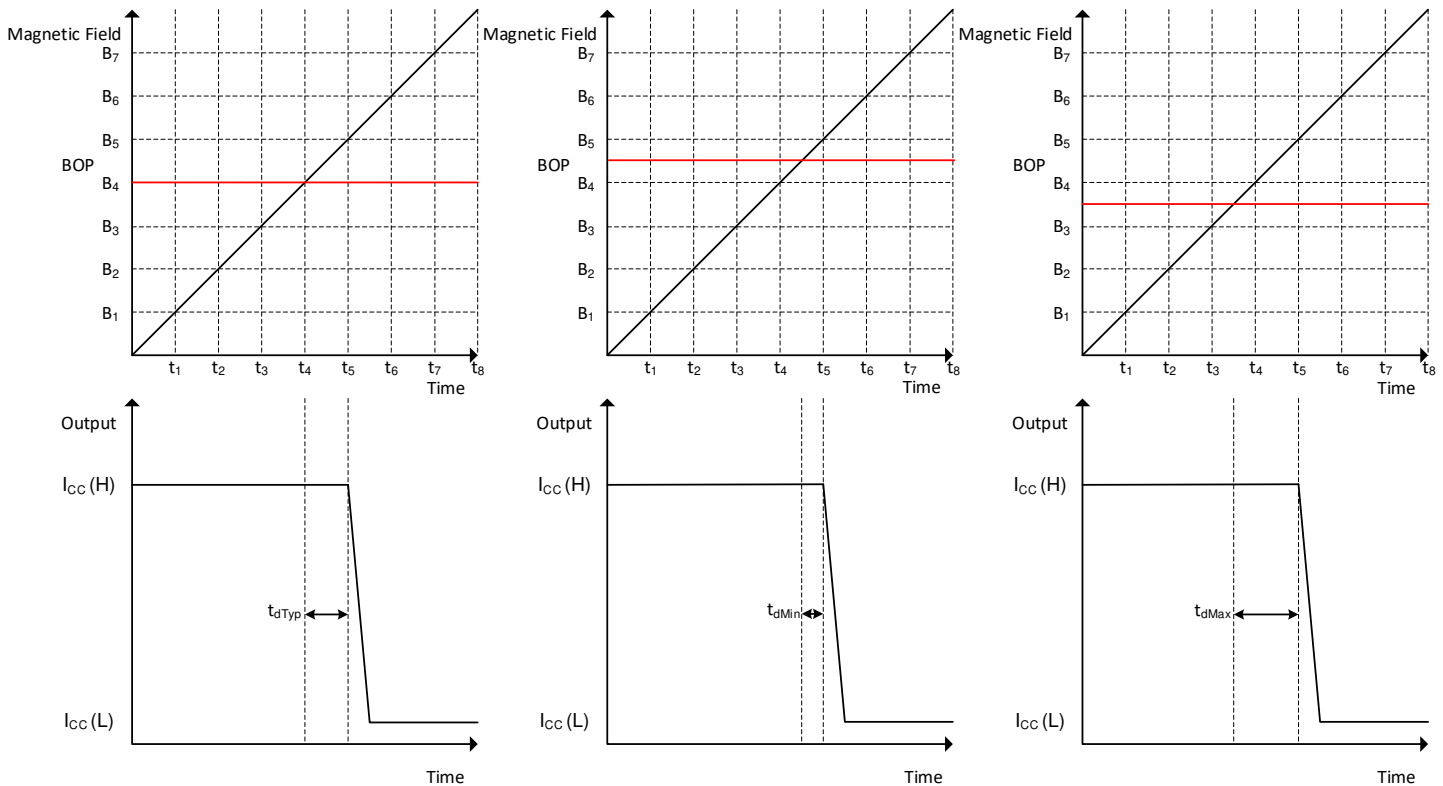 Magnetic Field
B7
B6
B5
BOP
B4
B3
B2
B1
t1 t2 t3 t4 t5 t6 t7 t8
Time
Magnetic Field
B7
B6
B5
BOP
B4
B3
B2
B1
t1 t2 t3 t4 t5 t6 t7 t8
Time
Magnetic Field
B7
B6
B5
BOP
B4
B3
B2
B1
t1 t2 t3 t4 t5 t6 t7 t8
Time
Output
ICC (H)
tdTyp
ICC (L)
Time
Output
ICC (H)
tdMin
ICC (L)
Time
Output
ICC (H)
tdMax
ICC (L)
Time